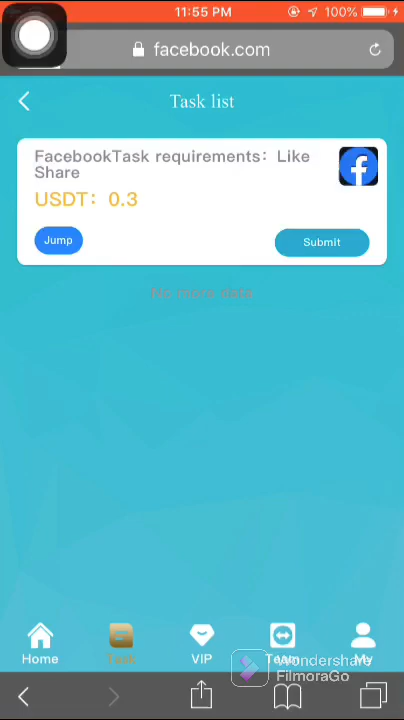 11:55 PM
100%
facebook.com
Task list
FacebookTask requirements：Like
Share
USDT：0.3
Jump
Submit
No more data
Home
Task
VIP
Team
My
Wondershare
FilmoraGo